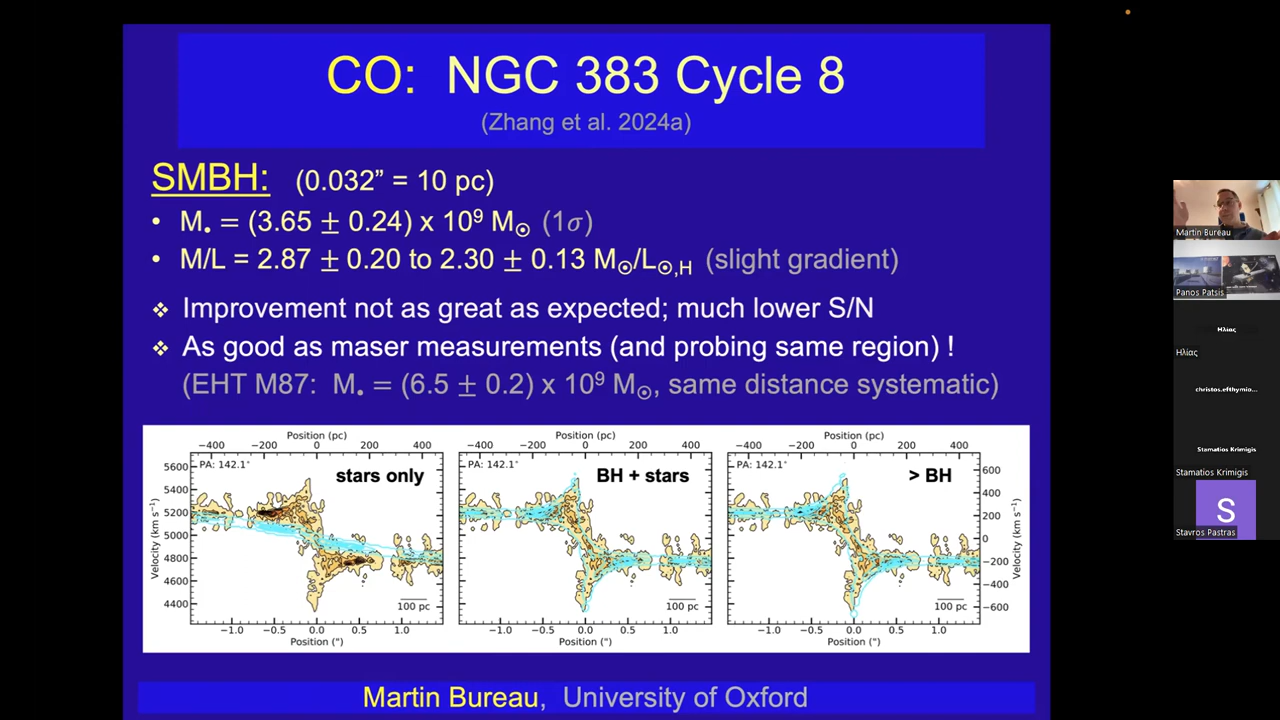 CO: NGC 383 Cycle 8
(Zhang et al. 2024a)
SMBH: (0.032” = 10 pc)
• M• = (3.65 ± 0.24) x 10⁹ M⊙ (1σ)
• M/L = 2.87 ± 0.20 to 2.30 ± 0.13 M⊙/L⊙,H (slight gradient)
❖ Improvement not as great as expected; much lower S/N
❖ As good as maser measurements (and probing same region) !
(EHT M87: M• = (6.5 ± 0.2) x 10⁹ M⊙, same distance systematic)
Position (pc) Position (pc) Position (pc)
−400 −200 0 200 400 −400 −200 0 200 400 −400 −200 0 200 400
PA: 142.1° stars only PA: 142.1° BH + stars PA: 142.1° > BH
5600
5400
5200
5000
4800
4600
4400
Velocity (km s⁻¹)
600
400
200
0
−200
−400
−600
Velocity (km s⁻¹)
100 pc 100 pc 100 pc
−1.0 −0.5 0.0 0.5 1.0 −1.0 −0.5 0.0 0.5 1.0 −1.0 −0.5 0.0 0.5 1.0
Position (") Position (") Position (")
Martin Bureau, University of Oxford
Martin Bureau
Panos Patsis
Ηλίας
Ηλίας
christos.efthymio...
Stamatios Krimigis
Stamatios Krimigis
S
Stavros Pastras